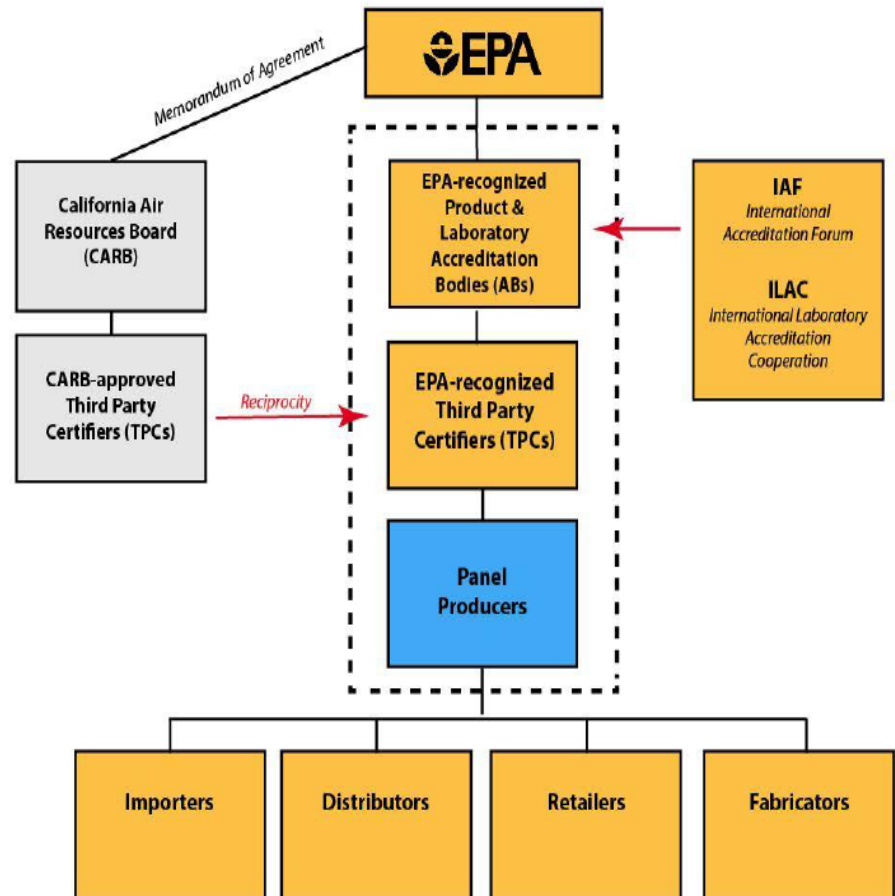 EPA
Memorandum of Agreement
California Air
Resources Board
(CARB)
EPA-recognized
Product &
Laboratory
Accreditation
Bodies (ABs)
IAF
International
Accreditation Forum
ILAC
International Laboratory
Accreditation
Cooperation
CARB-approved
Third Party
Certifiers (TPCs)
Reciprocity
EPA-recognized
Third Party
Certifiers (TPCs)
Panel
Producers
Importers
Distributors
Retailers
Fabricators